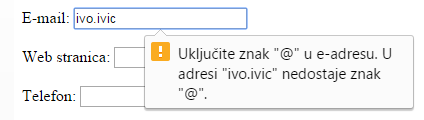 E-mail: ivo.ivic
Uključite znak "@" u e-adresu. U
adresi "ivo.ivic" nedostaje znak
"@".
Web stranica:
Telefon: